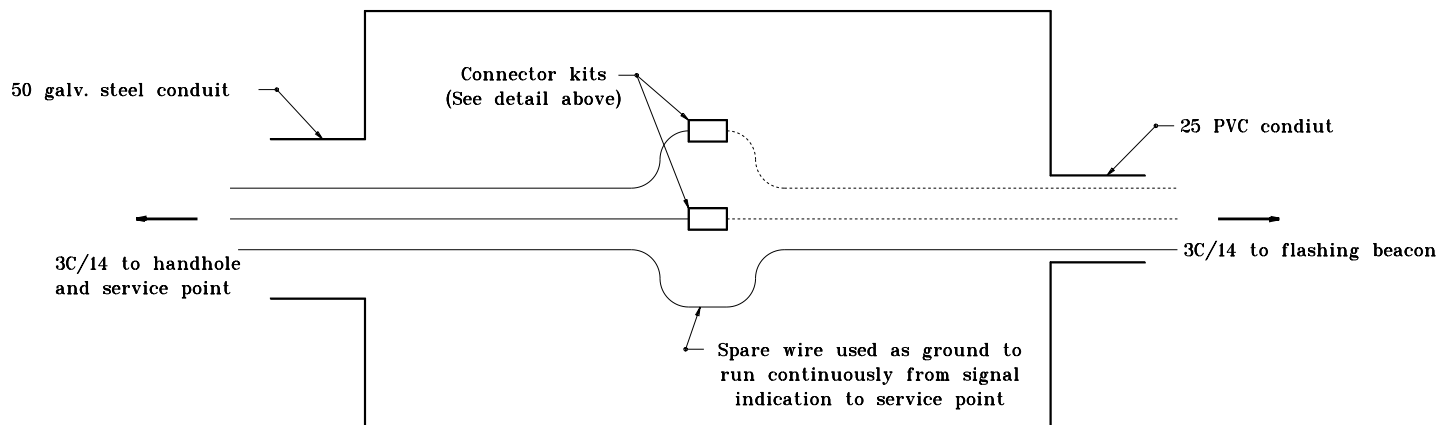 50 galv. steel conduit
Connector kits
(See detail above)
25 PVC condiut
3C/14 to handhole
and service point
3C/14 to flashing beacon
Spare wire used as ground to
run continuously from signal
indication to service point